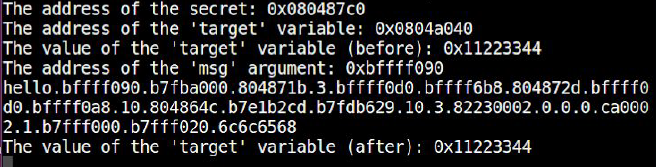 The address of the secret: 0x080487c0
The address of the 'target' variable: 0x0804a040
The value of the 'target' variable (before): 0x11223344
The address of the 'msg' argument: 0xbffff090
hello.bffff090.b7fba000.804871b.3.bffff0d0.bffff6b8.804872d.bffff0
d0.bffff0a8.10.804864c.b7e1b2cd.b7fdb629.10.3.82230002.0.0.0.ca000
2.1.b7fff000.b7fff020.6c6c6568
The value of the 'target' variable (after): 0x11223344